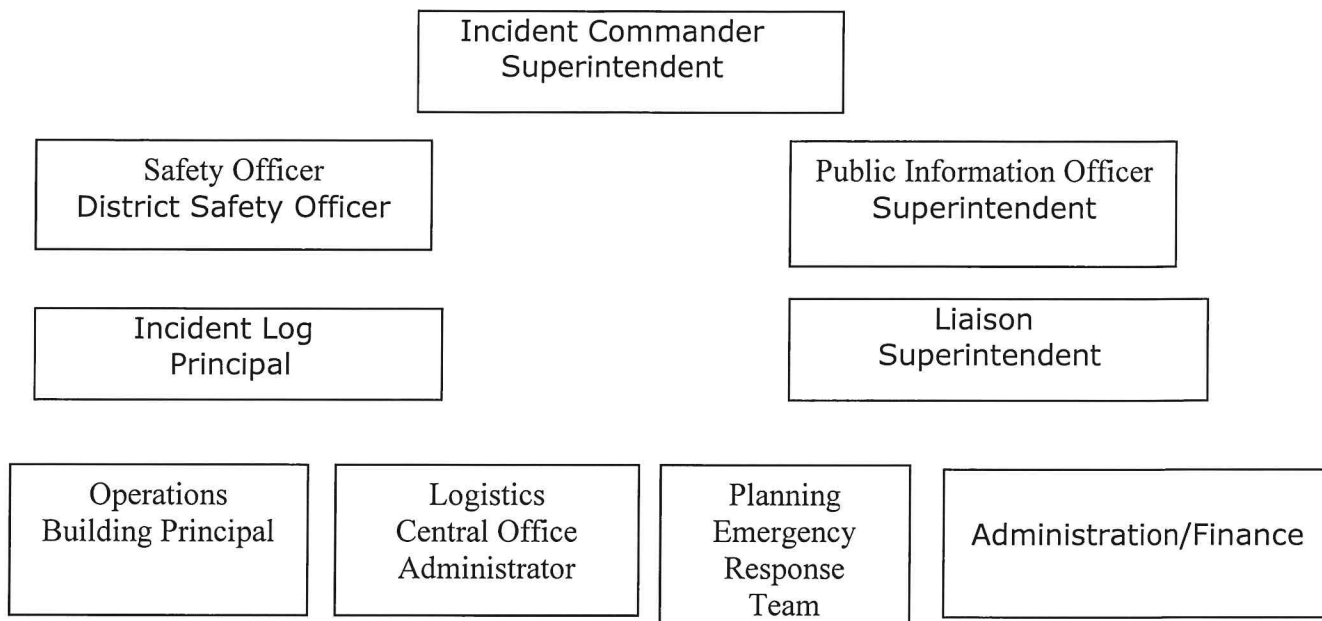 Incident Commander
Superintendent
Safety Officer
District Safety Officer
Public Information Officer
Superintendent
Incident Log
Principal
Liaison
Superintendent
Operations
Building Principal
Logistics
Central Office
Administrator
Planning
Emergency
Response
Team
Administration/Finance